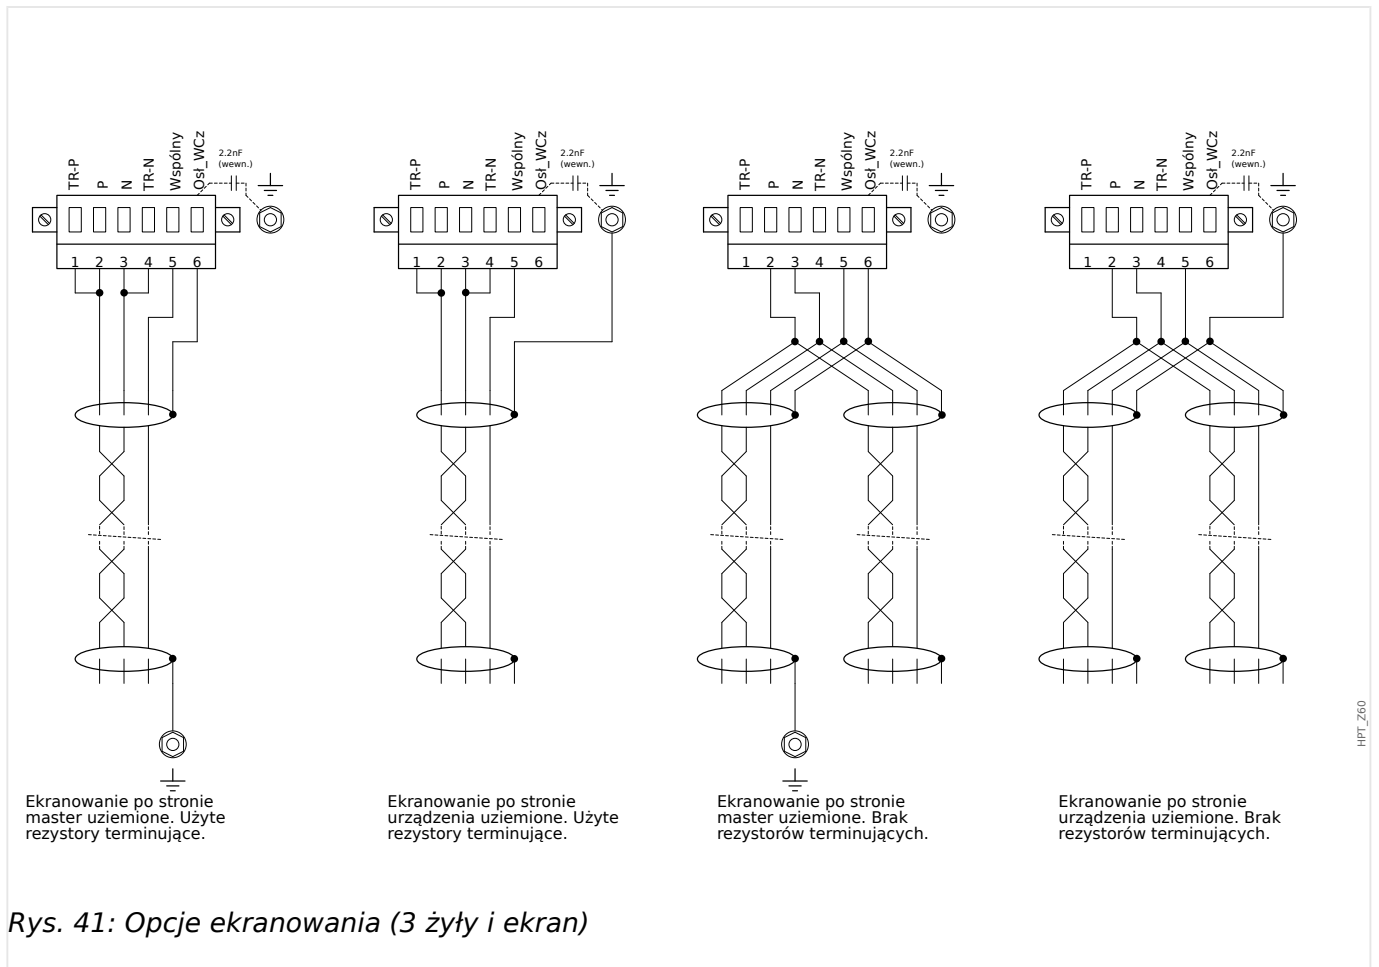 TR-P
P
N
TR-N
Wspólny
Osł_WCz
2.2nF
(wewn.)
1 2 3 4 5 6
Ekranowanie po stronie
master uziemione. Użyte
rezystory terminujące.
TR-P
P
N
TR-N
Wspólny
Osł_WCz
2.2nF
(wewn.)
1 2 3 4 5 6
Ekranowanie po stronie
urządzenia uziemione. Użyte
rezystory terminujące.
TR-P
P
N
TR-N
Wspólny
Osł_WCz
2.2nF
(wewn.)
1 2 3 4 5 6
Ekranowanie po stronie
master uziemione. Brak
rezystorów terminujących.
TR-P
P
N
TR-N
Wspólny
Osł_WCz
2.2nF
(wewn.)
1 2 3 4 5 6
Ekranowanie po stronie
urządzenia uziemione. Brak
rezystorów terminujących.
HPT_Z60
Rys. 41: Opcje ekranowania (3 żyły i ekran)